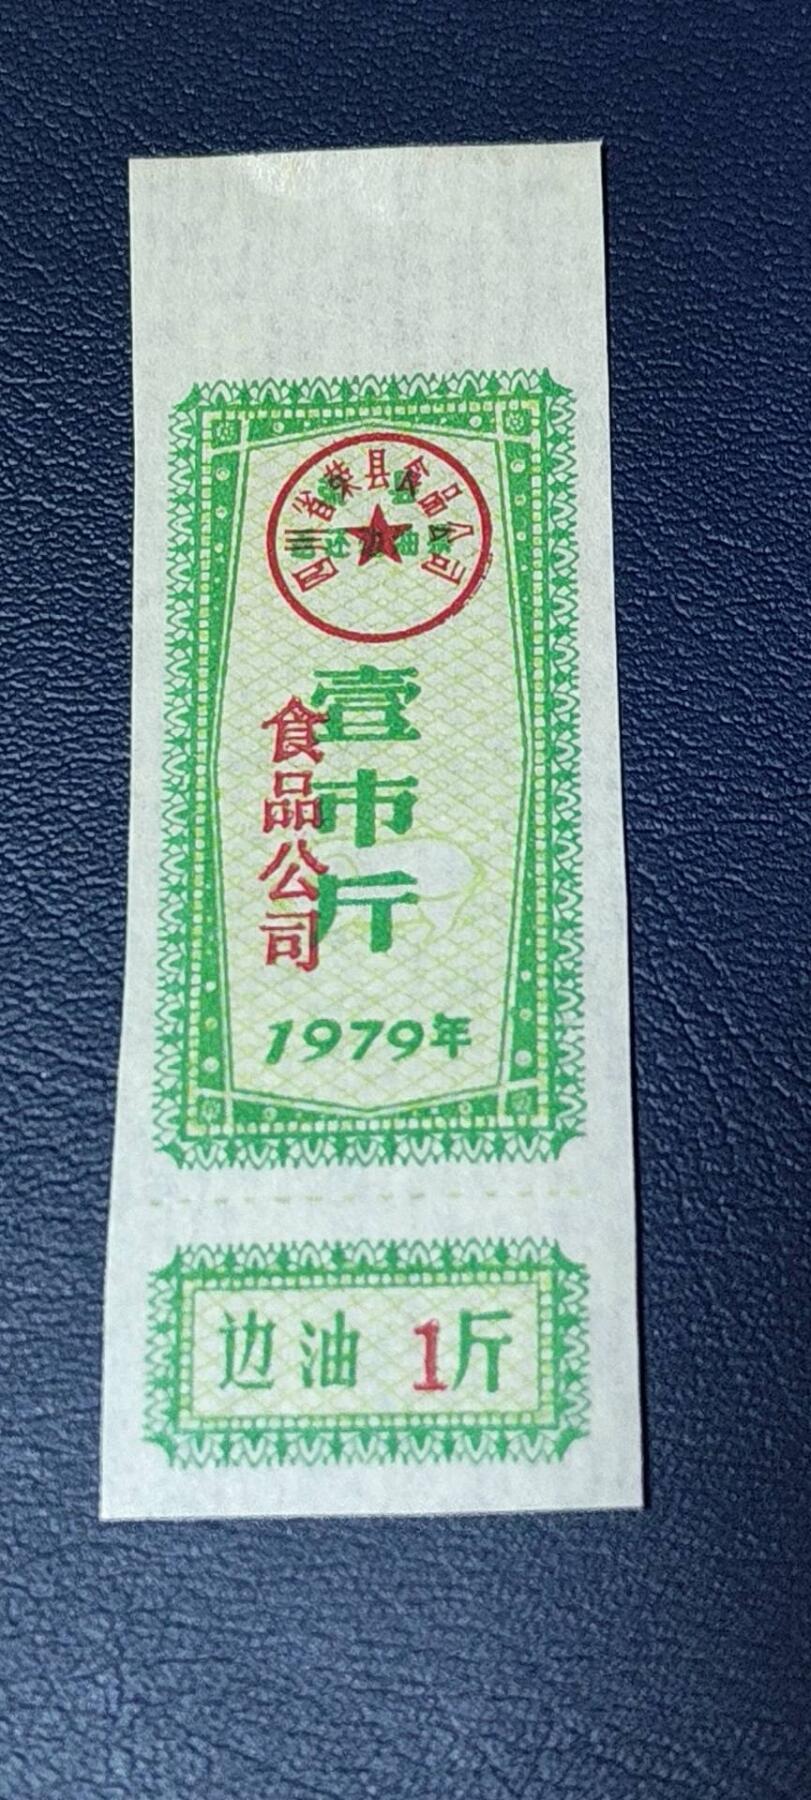 四川省荣县食品公司
壹市斤
食品公司
1979年
边油 1斤